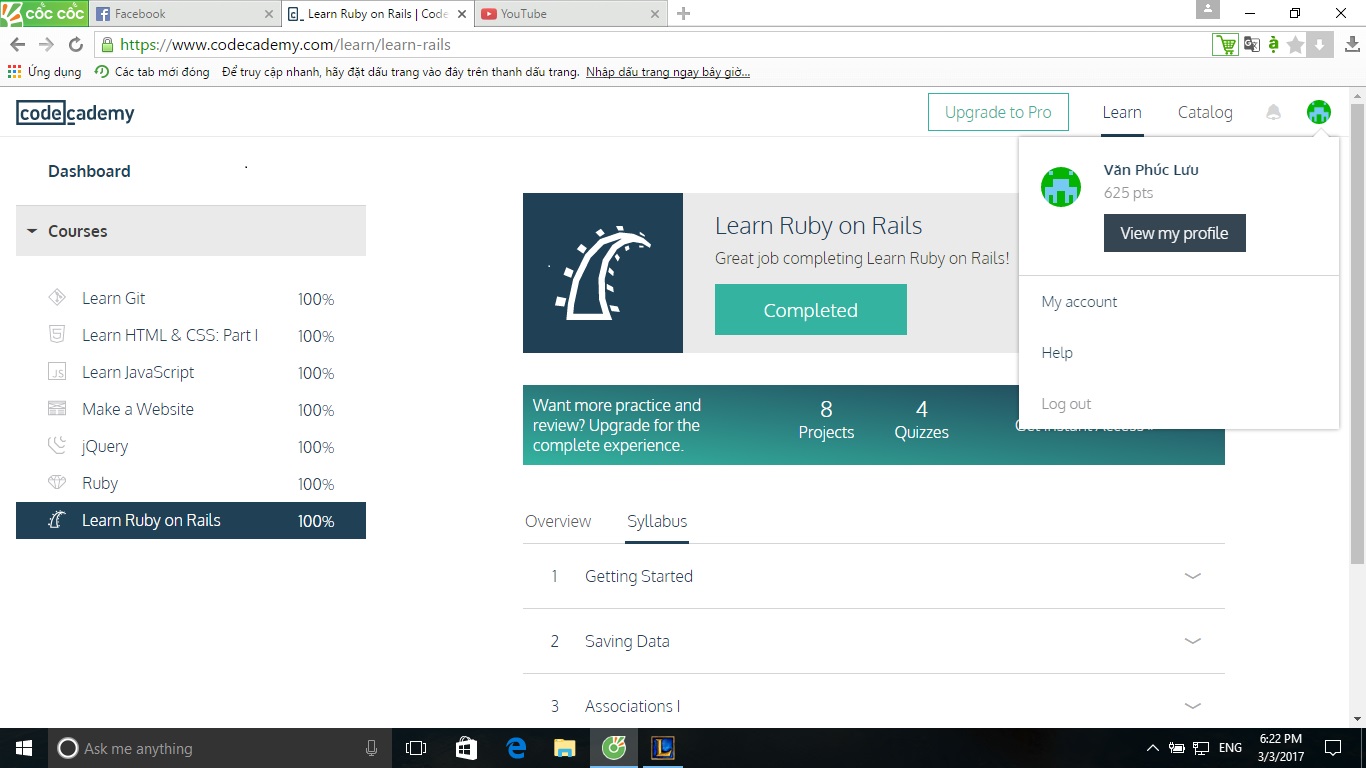 cốc cốc
Facebook
Learn Ruby on Rails | Code
YouTube
https://www.codecademy.com/learn/learn-rails
Ứng dụng
Các tab mới đóng
Để truy cập nhanh, hãy đặt dấu trang vào đây trên thanh dấu trang.
Nhập dấu trang ngay bây giờ...
codecademy
Upgrade to Pro
Learn
Catalog
Văn Phúc Lưu
625 pts
View my profile
My account
Help
Log out
Dashboard
Courses
Learn Git 100%
Learn HTML & CSS: Part I 100%
Learn JavaScript 100%
Make a Website 100%
jQuery 100%
Ruby 100%
Learn Ruby on Rails 100%
Learn Ruby on Rails
Great job completing Learn Ruby on Rails!
Completed
Want more practice and
review? Upgrade for the
complete experience.
8
Projects
4
Quizzes
Overview
Syllabus
1 Getting Started
2 Saving Data
3 Associations I
Ask me anything
ENG
6:22 PM
3/3/2017